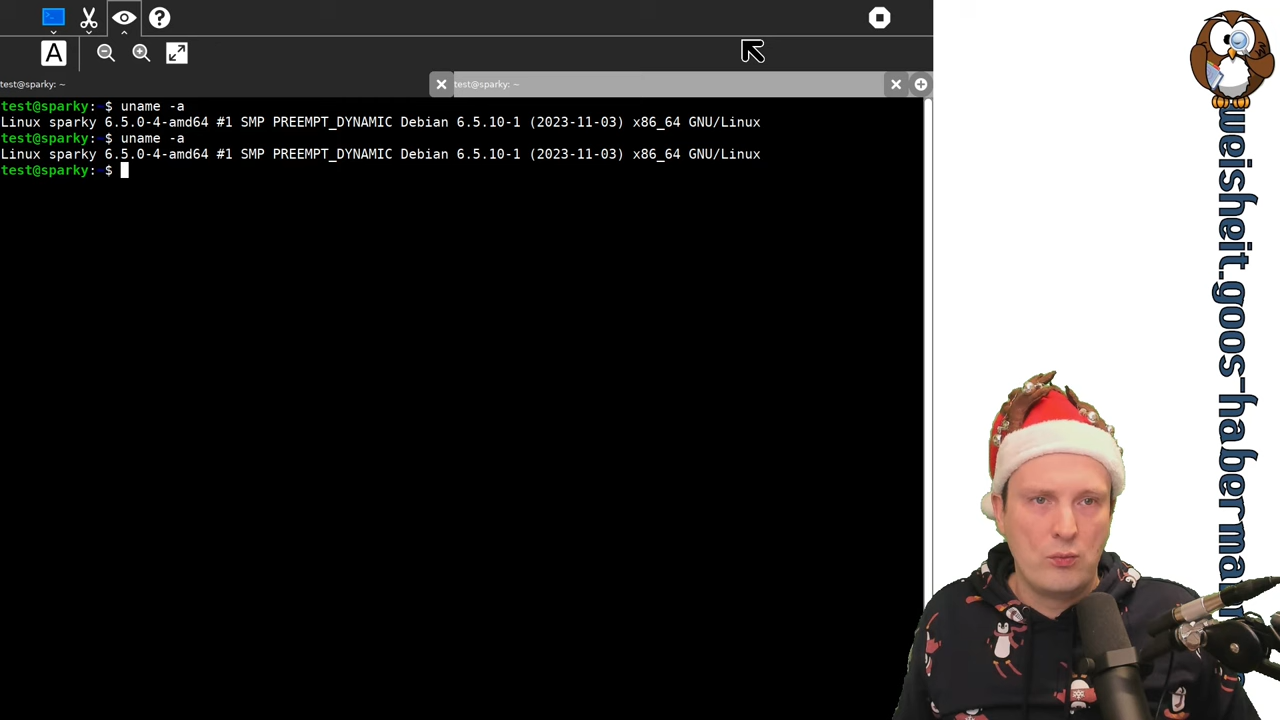 A
test@sparky: ~
test@sparky: ~
test@sparky:~$ uname -a
Linux sparky 6.5.0-4-amd64 #1 SMP PREEMPT_DYNAMIC Debian 6.5.10-1 (2023-11-03) x86_64 GNU/Linux
test@sparky:~$ uname -a
Linux sparky 6.5.0-4-amd64 #1 SMP PREEMPT_DYNAMIC Debian 6.5.10-1 (2023-11-03) x86_64 GNU/Linux
test@sparky:~$
weisheit.goos-haberma